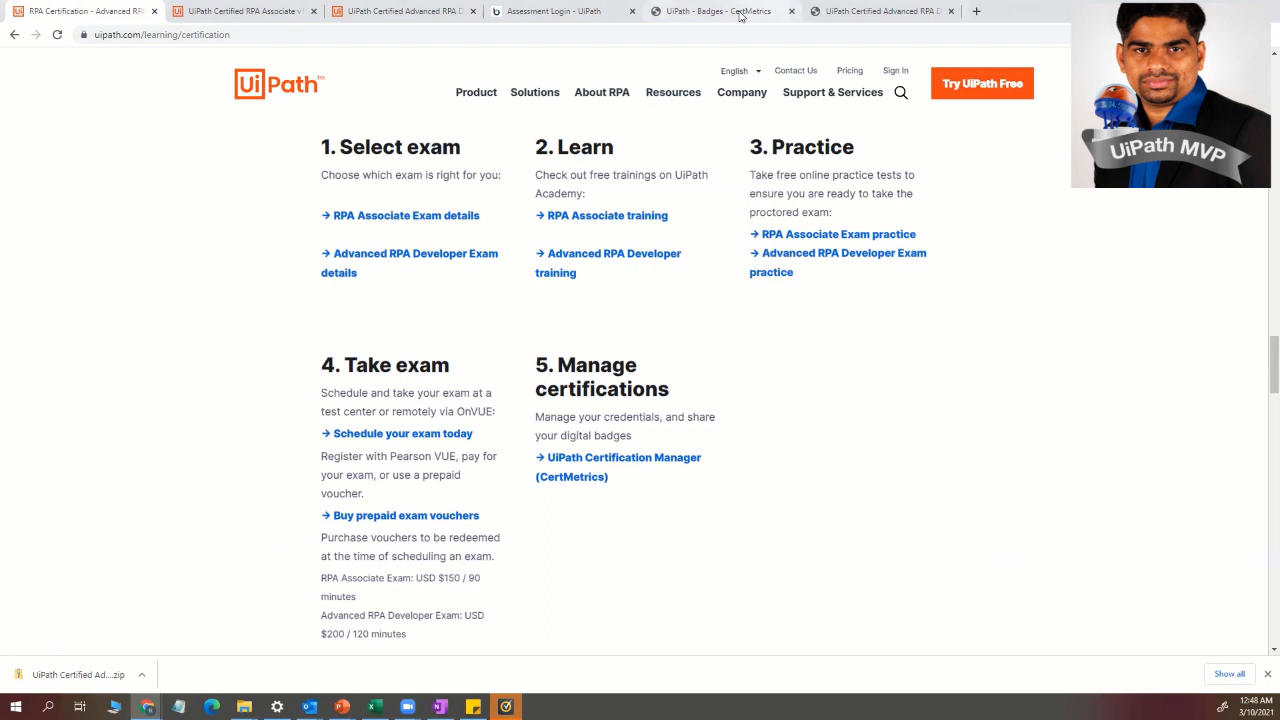 RPA Certification - Advanced RPA
UiPath Certified RPA Associate v
UiPath Certified Advanced RPA D
Assessment Login - UiPath
UiPath - Badges - CertMetrics
UiPath Certified Advanced RPA D
uipath.com/learning/certification
English
Contact Us
Pricing
Sign In
UiPath™
Product
Solutions
About RPA
Resources
Company
Support & Services
Try UiPath Free
UiPath MVP
1. Select exam
Choose which exam is right for you:
→ RPA Associate Exam details
→ Advanced RPA Developer Exam
details
2. Learn
Check out free trainings on UiPath
Academy:
→ RPA Associate training
→ Advanced RPA Developer
training
3. Practice
Take free online practice tests to
ensure you are ready to take the
proctored exam:
→ RPA Associate Exam practice
→ Advanced RPA Developer Exam
practice
4. Take exam
Schedule and take your exam at a
test center or remotely via OnVUE:
→ Schedule your exam today
Register with Pearson VUE, pay for
your exam, or use a prepaid
voucher.
→ Buy prepaid exam vouchers
Purchase vouchers to be redeemed
at the time of scheduling an exam.
RPA Associate Exam: USD $150 / 90
minutes
Advanced RPA Developer Exam: USD
$200 / 120 minutes
5. Manage
certifications
Manage your credentials, and share
your digital badges
→ UiPath Certification Manager
(CertMetrics)
UiPath Certified Ad....zip
Show all
12:48 AM
3/10/2021